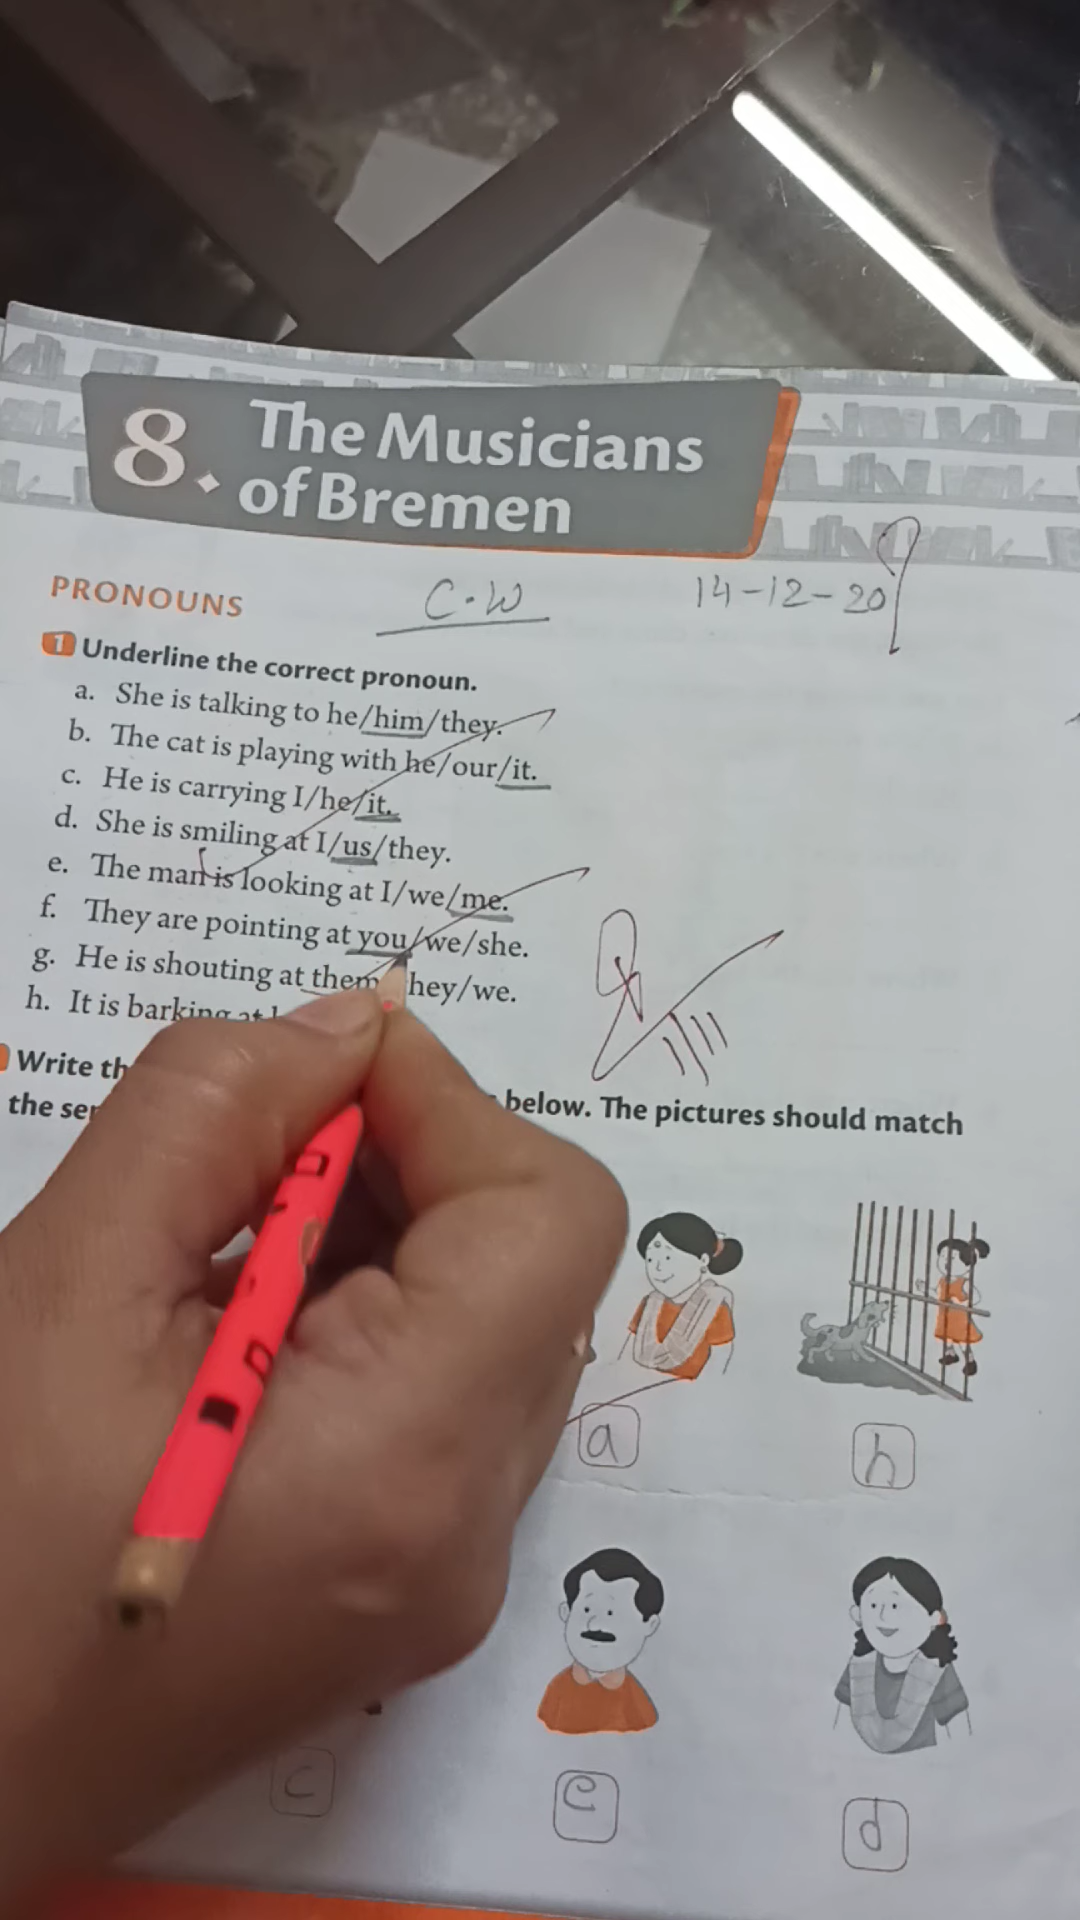 8. The Musicians
of Bremen
PRONOUNS
C.W
14-12-20
1 Underline the correct pronoun.
a. She is talking to he/him/they.
b. The cat is playing with he/our/it.
c. He is carrying I/he/it.
d. She is smiling at I/us/they.
e. The man is looking at I/we/me.
f. They are pointing at you/we/she.
g. He is shouting at them hey/we.
h. It is barking at
Write th
the sen below. The pictures should match
a
h
c
e
d